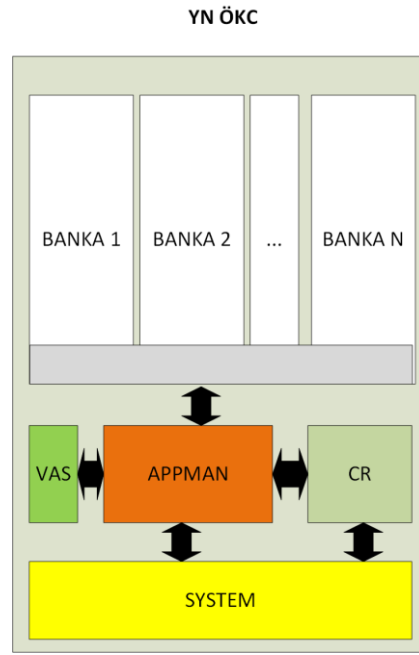 YN ÖKC
BANKA 1
BANKA 2
...
BANKA N
VAS
APPMAN
CR
SYSTEM